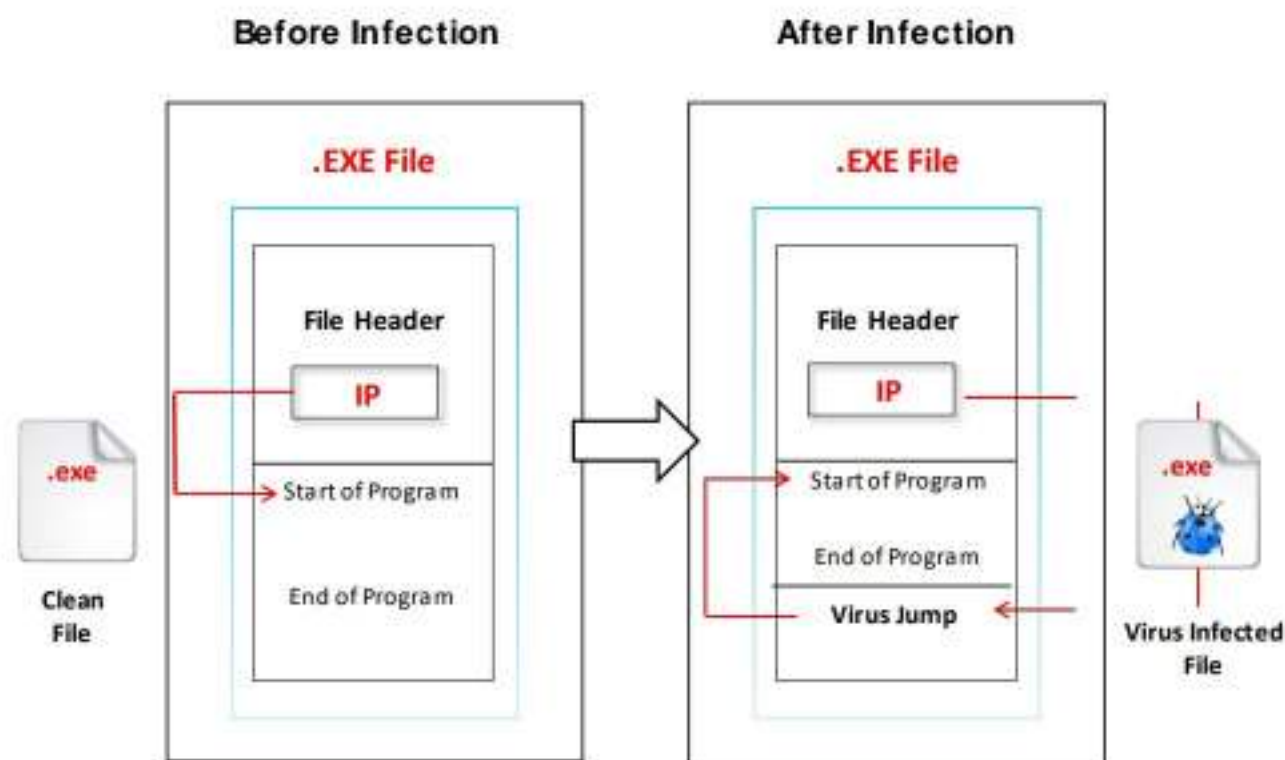 Before Infection
After Infection
.EXE File
File Header
IP
Start of Program
End of Program
.exe
Clean
File
.EXE File
File Header
IP
Start of Program
End of Program
Virus Jump
.exe
Virus Infected
File